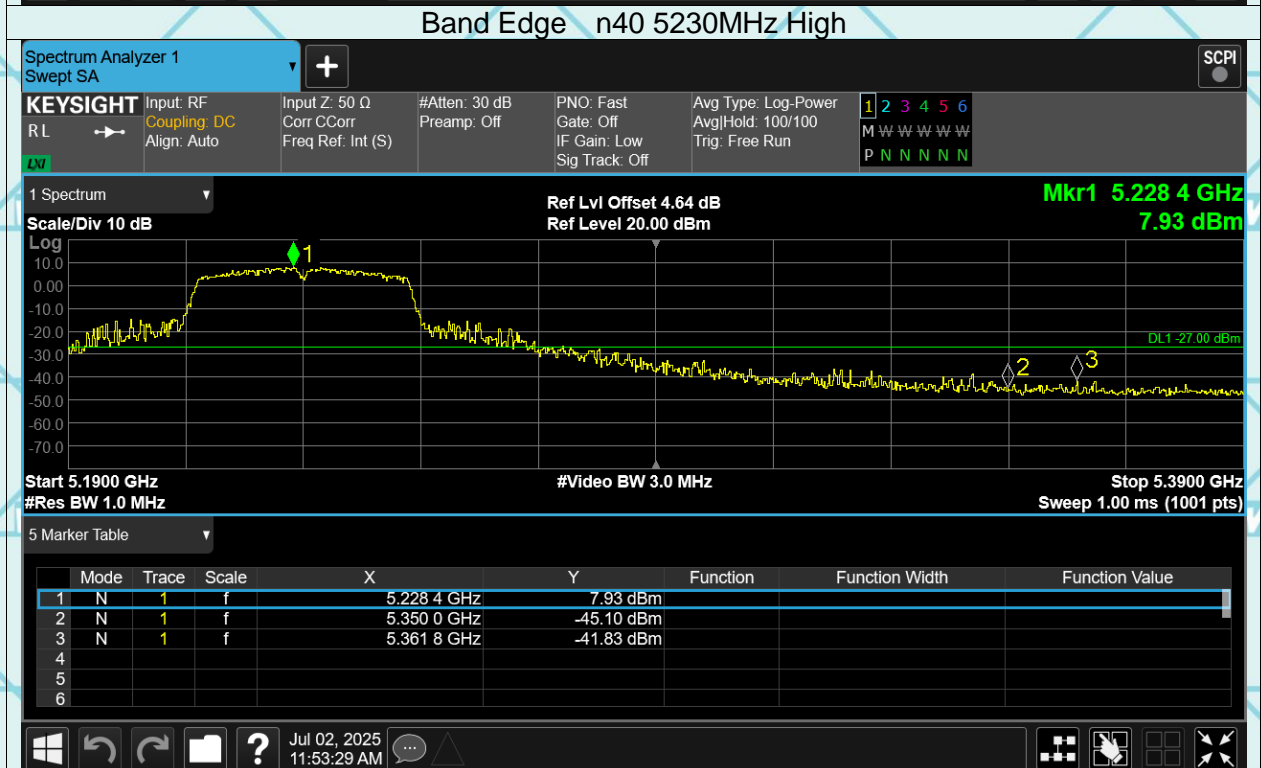 Band Edge n40 5230MHz High
Spectrum Analyzer 1
Swept SA
▼
+
SCPI
KEYSIGHT
RL
LXI
Input: RF
Coupling: DC
Align: Auto
Input Z: 50 Ω
Corr CCorr
Freq Ref: Int (S)
#Atten: 30 dB
Preamp: Off
PNO: Fast
Gate: Off
IF Gain: Low
Sig Track: Off
Avg Type: Log-Power
Avg|Hold: 100/100
Trig: Free Run
1 2 3 4 5 6
M W W W W W
P N N N N N
1 Spectrum ▼
Scale/Div 10 dB
Ref Lvl Offset 4.64 dB
Ref Level 20.00 dBm
Mkr1 5.228 4 GHz
7.93 dBm
Log
10.0
0.00
-10.0
-20.0
-30.0
-40.0
-50.0
-60.0
-70.0
1
DL1 -27.00 dBm
2
3
Start 5.1900 GHz
#Res BW 1.0 MHz
#Video BW 3.0 MHz
Stop 5.3900 GHz
Sweep 1.00 ms (1001 pts)
5 Marker Table ▼
Mode Trace Scale X Y Function Function Width Function Value
1 N 1 f 5.228 4 GHz 7.93 dBm
2 N 1 f 5.350 0 GHz -45.10 dBm
3 N 1 f 5.361 8 GHz -41.83 dBm
4
5
6
?
Jul 02, 2025
11:53:29 AM